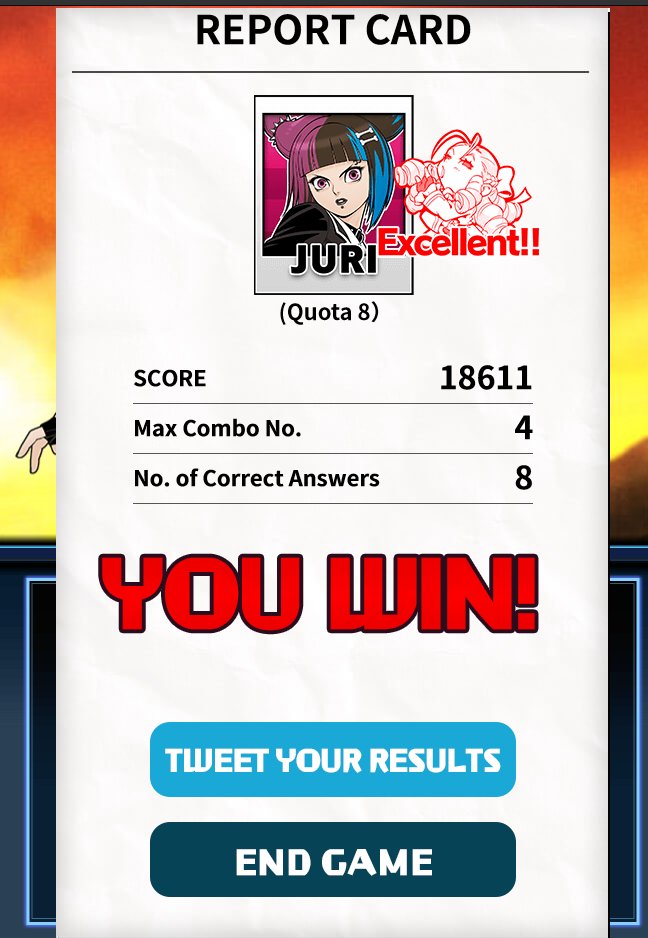 REPORT CARD
JURI
Excellent!!
(Quota 8)
SCORE 18611
Max Combo No. 4
No. of Correct Answers 8
YOU WIN!
TWEET YOUR RESULTS
END GAME